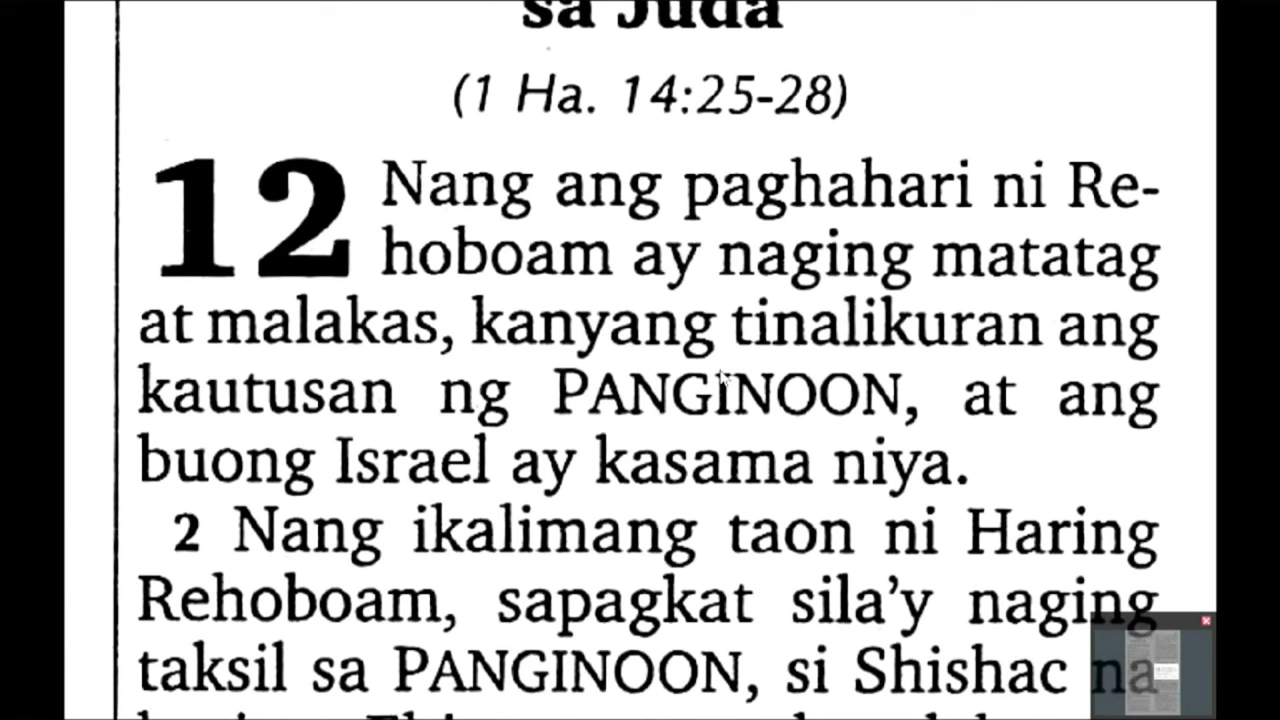 sa Juda
(1 Ha. 14:25-28)
12 Nang ang paghahari ni Re-
hoboam ay naging matatag
at malakas, kanyang tinalikuran ang
kautusan ng PANGINOON, at ang
buong Israel ay kasama niya.
2 Nang ikalimang taon ni Haring
Rehoboam, sapagkat sila’y naging
taksil sa PANGINOON, si Shishac na